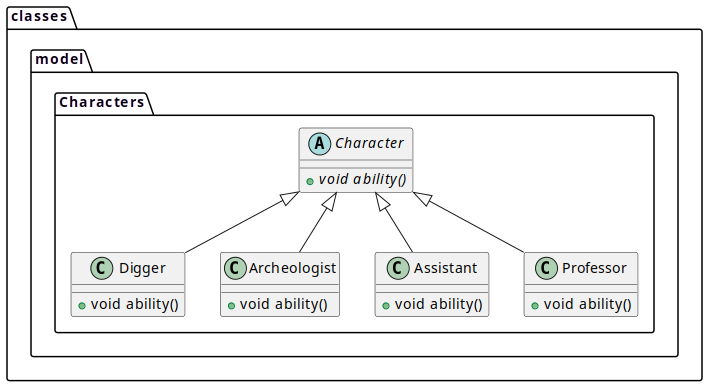 classes
model
Characters
A Character
void ability()
C Digger
C Archeologist
C Assistant
C Professor
void ability()
void ability()
void ability()
void ability()